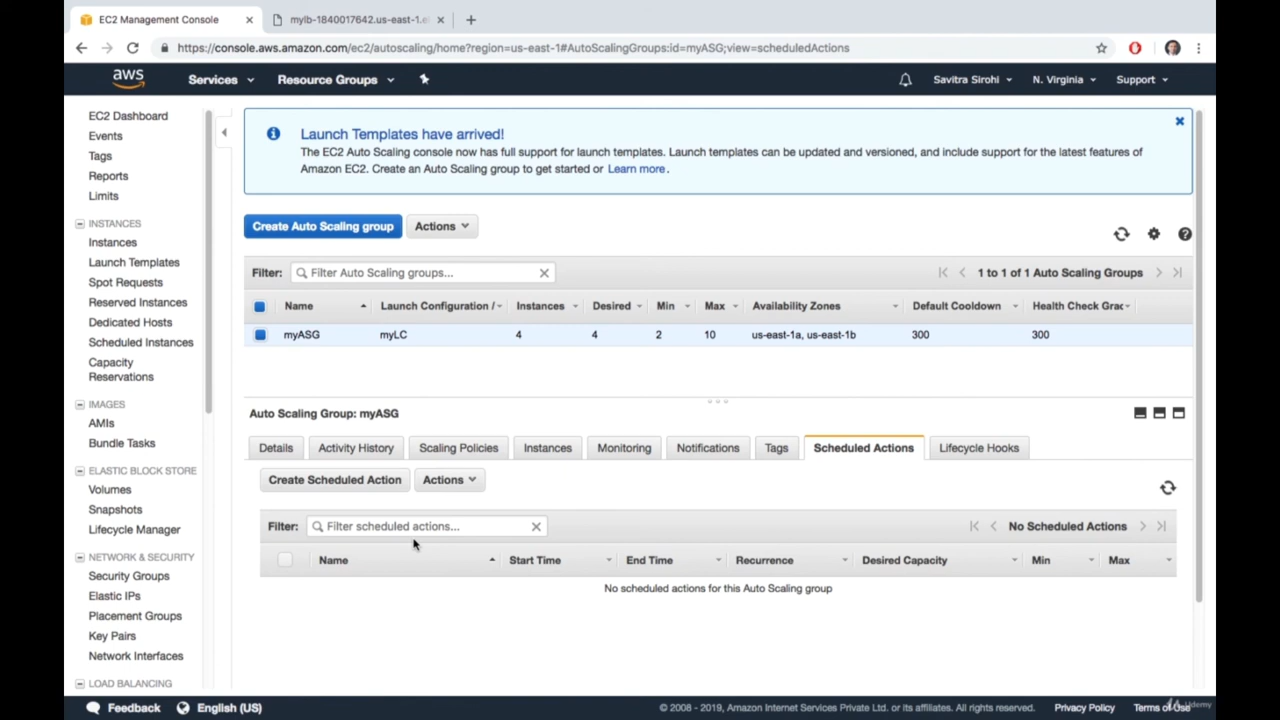 EC2 Management Console
mylb-1840017642.us-east-1.el
https://console.aws.amazon.com/ec2/autoscaling/home?region=us-east-1#AutoScalingGroups:id=myASG;view=scheduledActions
aws
Services
Resource Groups
Savitra Sirohi
N. Virginia
Support
EC2 Dashboard
Events
Tags
Reports
Limits
INSTANCES
Instances
Launch Templates
Spot Requests
Reserved Instances
Dedicated Hosts
Scheduled Instances
Capacity
Reservations
IMAGES
AMIs
Bundle Tasks
ELASTIC BLOCK STORE
Volumes
Snapshots
Lifecycle Manager
NETWORK & SECURITY
Security Groups
Elastic IPs
Placement Groups
Key Pairs
Network Interfaces
LOAD BALANCING
Launch Templates have arrived!
The EC2 Auto Scaling console now has full support for launch templates. Launch templates can be updated and versioned, and include support for the latest features of
Amazon EC2. Create an Auto Scaling group to get started or Learn more.
Create Auto Scaling group Actions
Filter: Filter Auto Scaling groups... 1 to 1 of 1 Auto Scaling Groups
Name Launch Configuration / Instances Desired Min Max Availability Zones Default Cooldown Health Check Grac
myASG myLC 4 4 2 10 us-east-1a, us-east-1b 300 300
Auto Scaling Group: myASG
Details Activity History Scaling Policies Instances Monitoring Notifications Tags Scheduled Actions Lifecycle Hooks
Create Scheduled Action Actions
Filter: Filter scheduled actions... No Scheduled Actions
Name Start Time End Time Recurrence Desired Capacity Min Max
No scheduled actions for this Auto Scaling group
Feedback English (US) © 2008 - 2019, Amazon Internet Services Private Ltd. or its affiliates. All rights reserved. Privacy Policy Terms of Use
Udemy